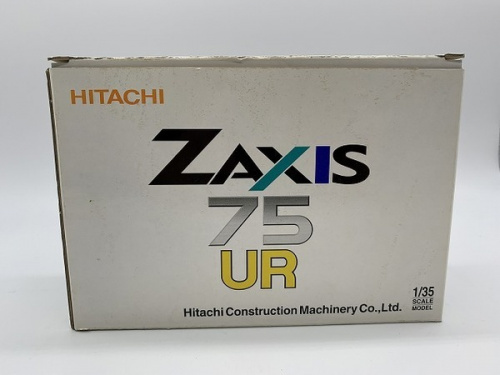 HITACHI
ZAXIS
75
UR
Hitachi Construction Machinery Co., Ltd.
1/35
SCALE
MODEL